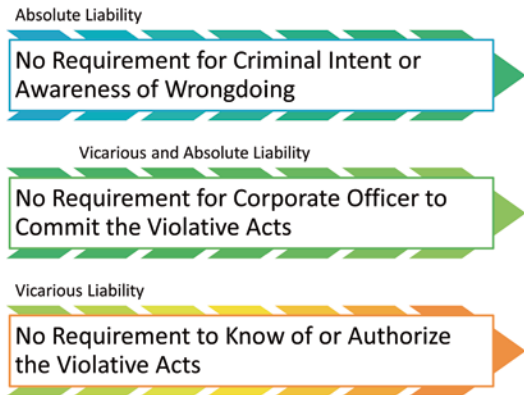 Absolute Liability
No Requirement for Criminal Intent or
Awareness of Wrongdoing
Vicarious and Absolute Liability
No Requirement for Corporate Officer to
Commit the Violative Acts
Vicarious Liability
No Requirement to Know of or Authorize
the Violative Acts